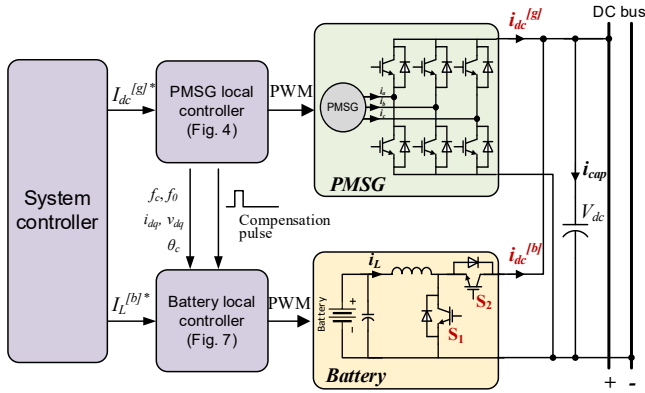 i_dc^[g]
DC bus
System
controller
I_dc^[g]*
PMSG local
controller
(Fig. 4)
PWM
PMSG
i_a
i_b
i_c
PMSG
i_cap
V_dc
f_c, f_0
i_dq, v_dq
θ_c
Compensation
pulse
I_L^[b]*
Battery local
controller
(Fig. 7)
PWM
Battery
+
-
i_L
S_1
S_2
i_dc^[b]
Battery
+ -